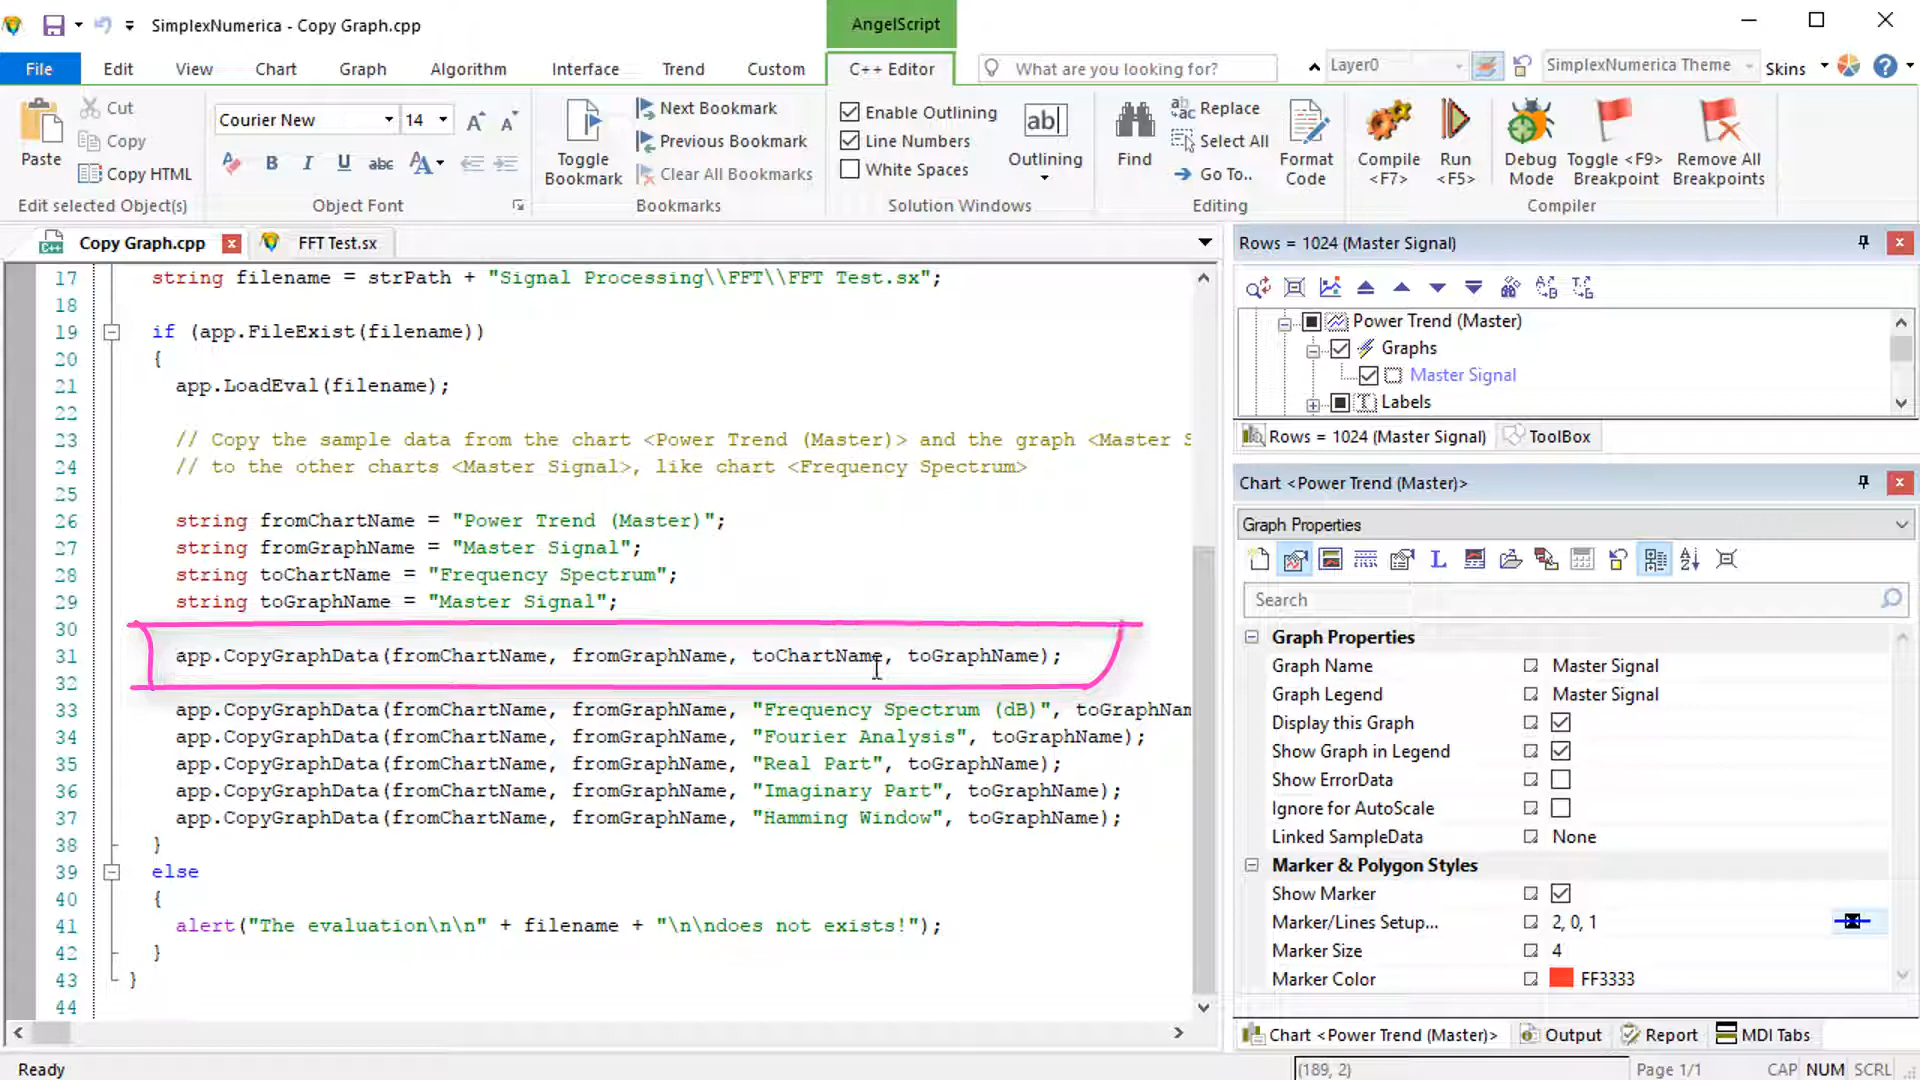 SimplexNumerica - Copy Graph.cpp
AngelScript
File Edit View Chart Graph Algorithm Interface Trend Custom C++ Editor
What are you looking for?
Layer0
SimplexNumerica Theme
Skins
Paste
Cut
Copy
Copy HTML
Edit selected Object(s)
Courier New
14
Object Font
Toggle
Bookmark
Next Bookmark
Previous Bookmark
Clear All Bookmarks
Bookmarks
Enable Outlining
Line Numbers
White Spaces
Outlining
Solution Windows
Find
Replace
Select All
Go To..
Editing
Format
Code
Compile
<F7>
Run
<F5>
Debug
Mode
Toggle <F9>
Breakpoint
Remove All
Breakpoints
Compiler
Copy Graph.cpp
FFT Test.sx
17 string filename = strPath + "Signal Processing\\FFT\\FFT Test.sx";
18
19 if (app.FileExist(filename))
20 {
21 app.LoadEval(filename);
22
23 // Copy the sample data from the chart <Power Trend (Master)> and the graph <Master S
24 // to the other charts <Master Signal>, like chart <Frequency Spectrum>
25
26 string fromChartName = "Power Trend (Master)";
27 string fromGraphName = "Master Signal";
28 string toChartName = "Frequency Spectrum";
29 string toGraphName = "Master Signal";
30
31 app.CopyGraphData(fromChartName, fromGraphName, toChartName, toGraphName);
32
33 app.CopyGraphData(fromChartName, fromGraphName, "Frequency Spectrum (dB)", toGraphNam
34 app.CopyGraphData(fromChartName, fromGraphName, "Fourier Analysis", toGraphName);
35 app.CopyGraphData(fromChartName, fromGraphName, "Real Part", toGraphName);
36 app.CopyGraphData(fromChartName, fromGraphName, "Imaginary Part", toGraphName);
37 app.CopyGraphData(fromChartName, fromGraphName, "Hamming Window", toGraphName);
38 }
39 else
40 {
41 alert("The evaluation\n\n" + filename + "\n\ndoes not exists!");
42 }
43 }
44
Rows = 1024 (Master Signal)
Power Trend (Master)
Graphs
Master Signal
Labels
Rows = 1024 (Master Signal)
ToolBox
Chart <Power Trend (Master)>
Graph Properties
Search
Graph Properties
Graph Name Master Signal
Graph Legend Master Signal
Display this Graph
Show Graph in Legend
Show ErrorData
Ignore for AutoScale
Linked SampleData None
Marker & Polygon Styles
Show Marker
Marker/Lines Setup... 2, 0, 1
Marker Size 4
Marker Color FF3333
Chart <Power Trend (Master)>
Output
Report
MDI Tabs
Ready
(189, 2)
Page 1/1
CAP NUM SCRL